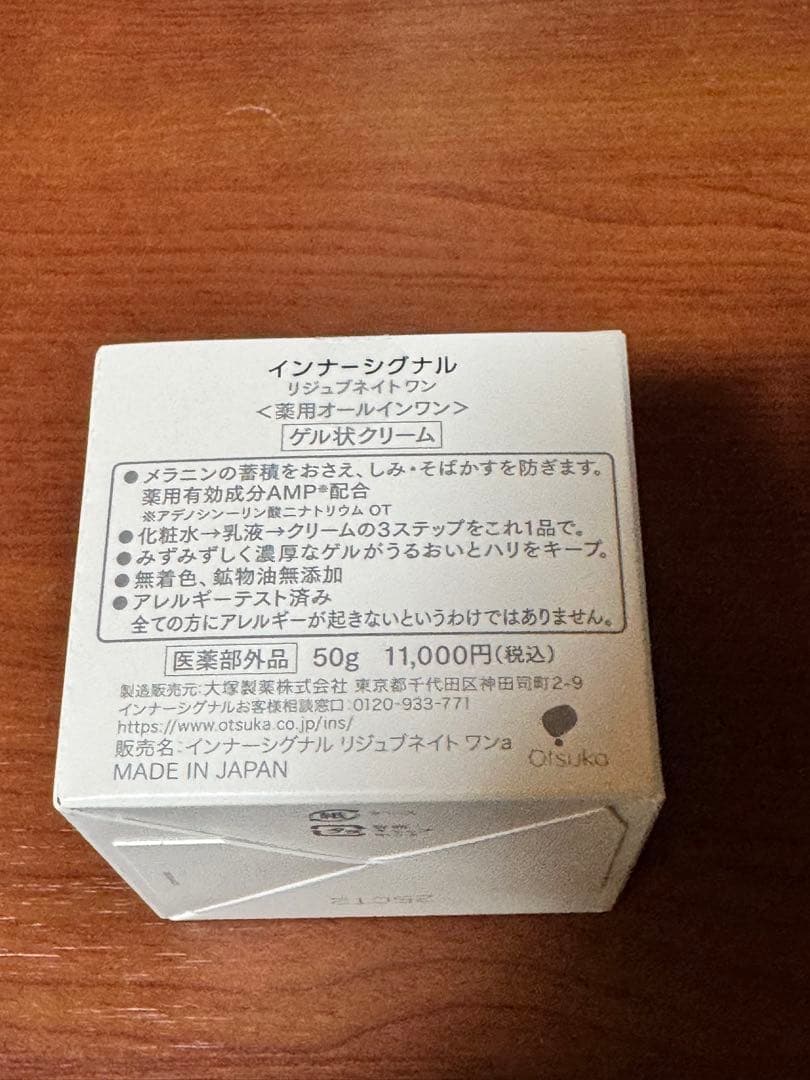 インナーシグナル
リジュブネイトワン
＜薬用オールインワン＞
ゲル状クリーム
●メラニンの蓄積をおさえ、しみ・そばかすを防ぎます。
薬用有効成分AMP※配合
※アデノシン一リン酸二ナトリウム OT
●化粧水→乳液→クリームの3ステップをこれ1品で。
●みずみずしく濃厚なゲルがうるおいとハリをキープ。
●無着色、鉱物油無添加
●アレルギーテスト済み
全ての方にアレルギーが起きないというわけではありません。
医薬部外品 50g 11,000円(税込)
製造販売元:大塚製薬株式会社 東京都千代田区神田司町2-9
インナーシグナルお客様相談窓口:0120-933-771
https://www.otsuka.co.jp/ins/
販売名:インナーシグナル リジュブネイト ワンa
MADE IN JAPAN
Otsuka
紙